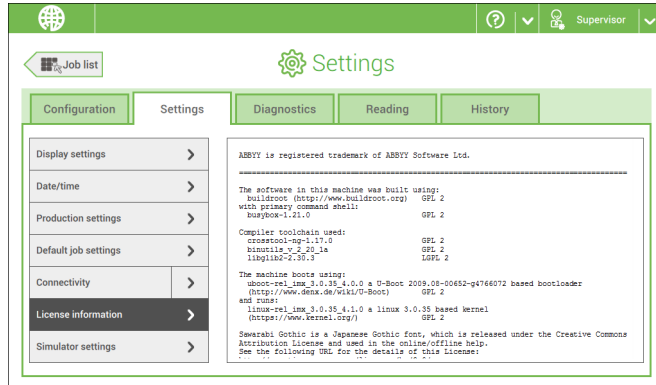 Supervisor
Job list
Settings
Configuration
Settings
Diagnostics
Reading
History
Display settings
Date/time
Production settings
Default job settings
Connectivity
License information
Simulator settings
ABBYY is registered trademark of ABBYY Software Ltd.
The software in this machine was built using:
buildroot (http://www.buildroot.org) GPL 2
with primary command shell:
busybox-1.21.0 GPL 2
Compiler toolchain used:
crosstool-ng-1.17.0 GPL 2
binutils_v_2_20_1a GPL 2
libglib2-2.30.3 LGPL 2
The machine boots using:
uboot-rel_imx_3.0.35_4.0.0 a U-Boot 2009.08-00652-g4766072 based bootloader
(http://www.denx.de/wiki/U-Boot) GPL 2
and runs:
linux-rel_imx_3.0.35_4.1.0 a linux 3.0.35 based kernel
(https://www.kernel.org/) GPL 2
Sawarabi Gothic is a Japanese Gothic font, which is released under the Creative Commons
Attribution License and used in the online/offline help.
See the following URL for the details of this License: